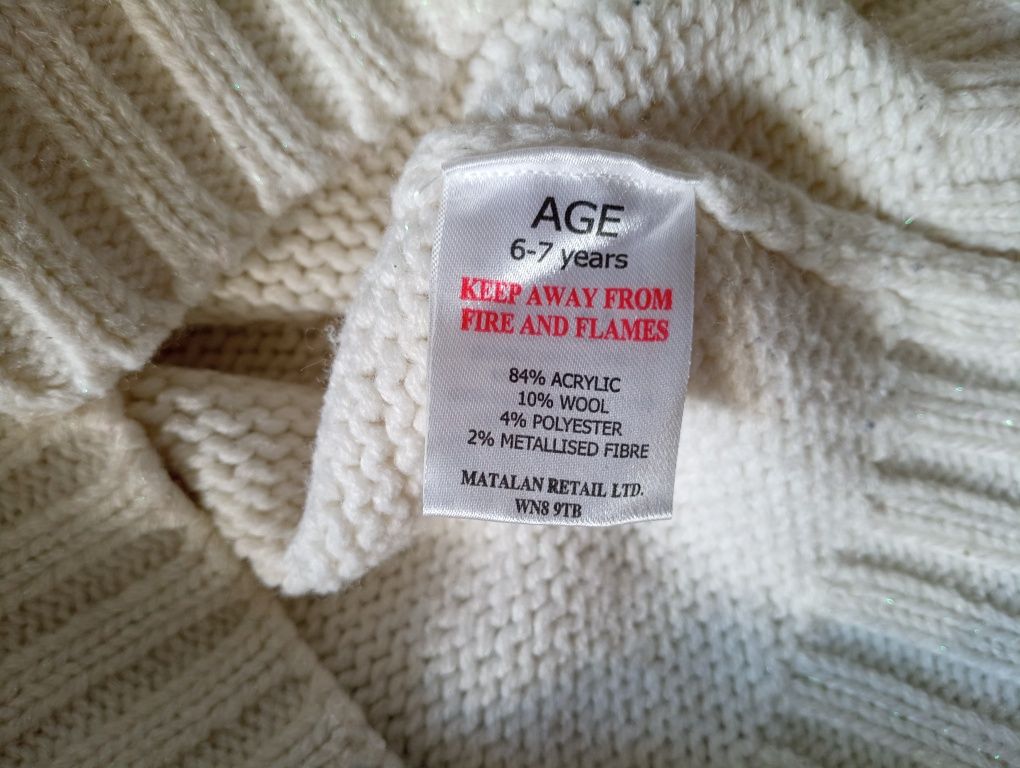 AGE
6-7 years
KEEP AWAY FROM
FIRE AND FLAMES
84% ACRYLIC
10% WOOL
4% POLYESTER
2% METALLISED FIBRE
MATALAN RETAIL LTD.
WN8 9TB